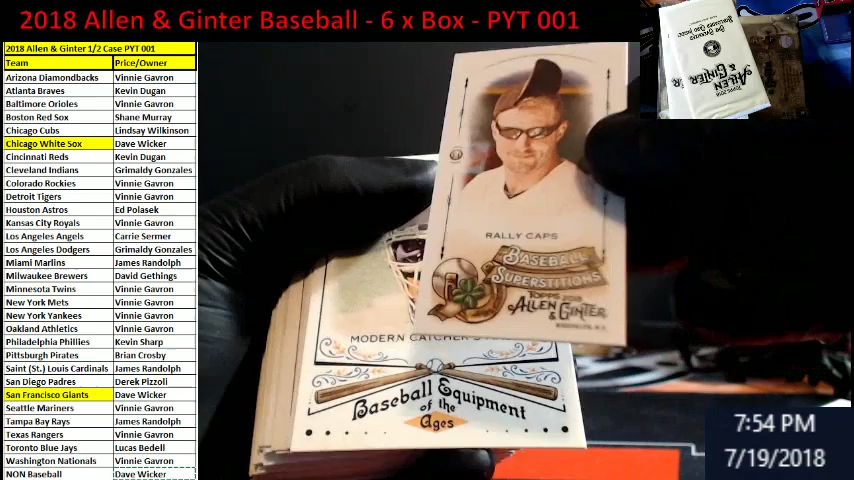 2018 Allen & Ginter Baseball - 6 x Box - PYT 001
2018 Allen & Ginter 1/2 Case PYT 001
Team Price/Owner
Arizona Diamondbacks Vinnie Gavron
Atlanta Braves Kevin Dugan
Baltimore Orioles Vinnie Gavron
Boston Red Sox Shane Murray
Chicago Cubs Lindsay Wilkinson
Chicago White Sox Dave Wicker
Cincinnati Reds Kevin Dugan
Cleveland Indians Grimaldy Gonzales
Colorado Rockies Vinnie Gavron
Detroit Tigers Vinnie Gavron
Houston Astros Ed Polasek
Kansas City Royals Vinnie Gavron
Los Angeles Angels Carrie Sermer
Los Angeles Dodgers Grimaldy Gonzales
Miami Marlins James Randolph
Milwaukee Brewers David Gethings
Minnesota Twins Vinnie Gavron
New York Mets Vinnie Gavron
New York Yankees Vinnie Gavron
Oakland Athletics Vinnie Gavron
Philadelphia Phillies Kevin Sharp
Pittsburgh Pirates Brian Crosby
Saint (St.) Louis Cardinals James Randolph
San Diego Padres Derek Pizzoli
San Francisco Giants Dave Wicker
Seattle Mariners Vinnie Gavron
Tampa Bay Rays James Randolph
Texas Rangers Vinnie Gavron
Toronto Blue Jays Lucas Bedell
Washington Nationals Vinnie Gavron
NON Baseball Dave Wicker
RALLY CAPS
BASEBALL
SUPERSTITIONS
TOPPS 2018
ALLEN
& GINTER
MODERN CATCHER'S
Baseball Equipment
of the
Ages
TOPPS 2018
ALLEN
& GINTER
7:54 PM
7/19/2018